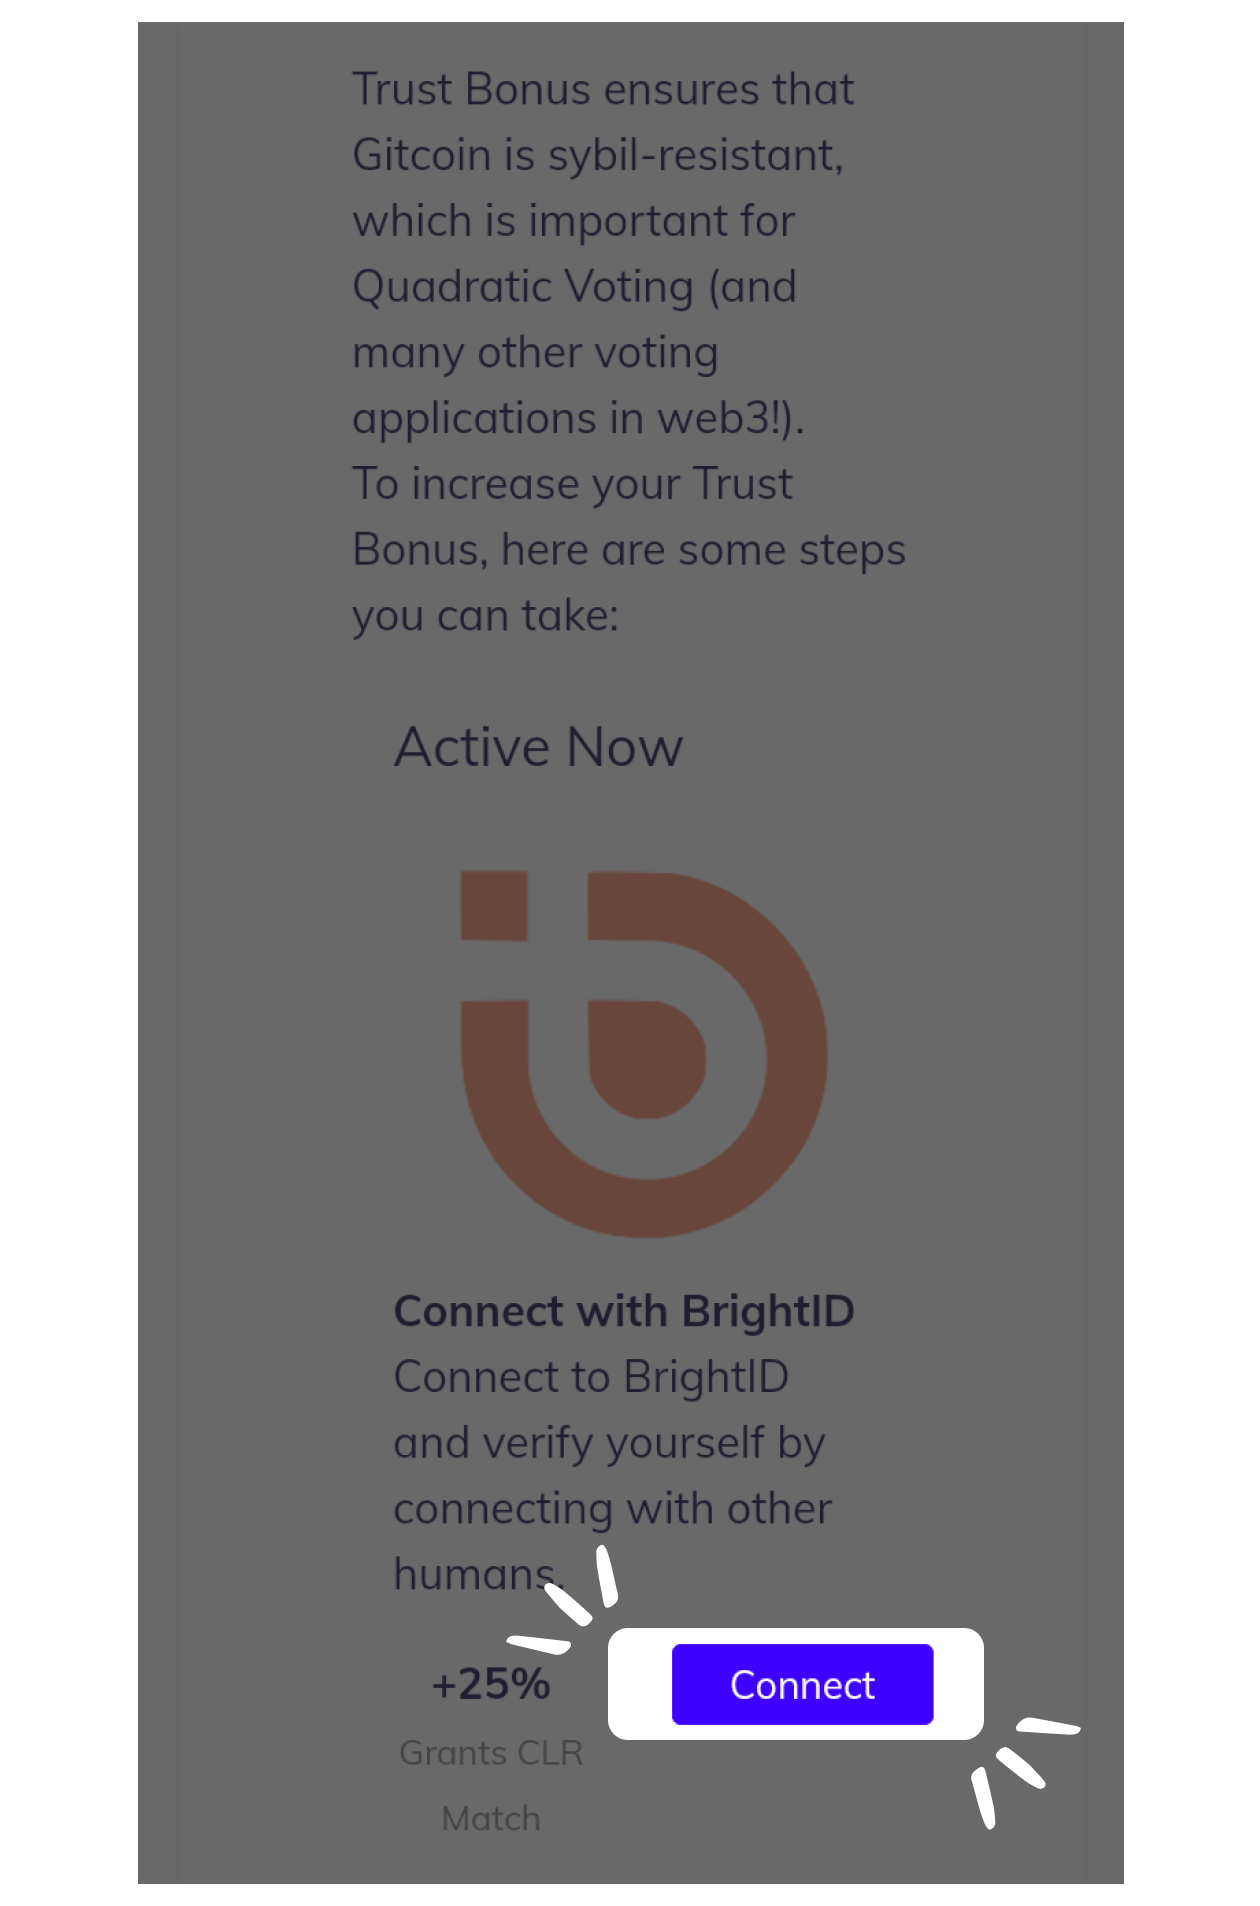 Trust Bonus ensures that
Gitcoin is sybil-resistant,
which is important for
Quadratic Voting (and
many other voting
applications in web3!).
To increase your Trust
Bonus, here are some steps
you can take:
Active Now
Connect with BrightID
Connect to BrightID
and verify yourself by
connecting with other
humans.
+25%
Connect
Grants CLR
Match